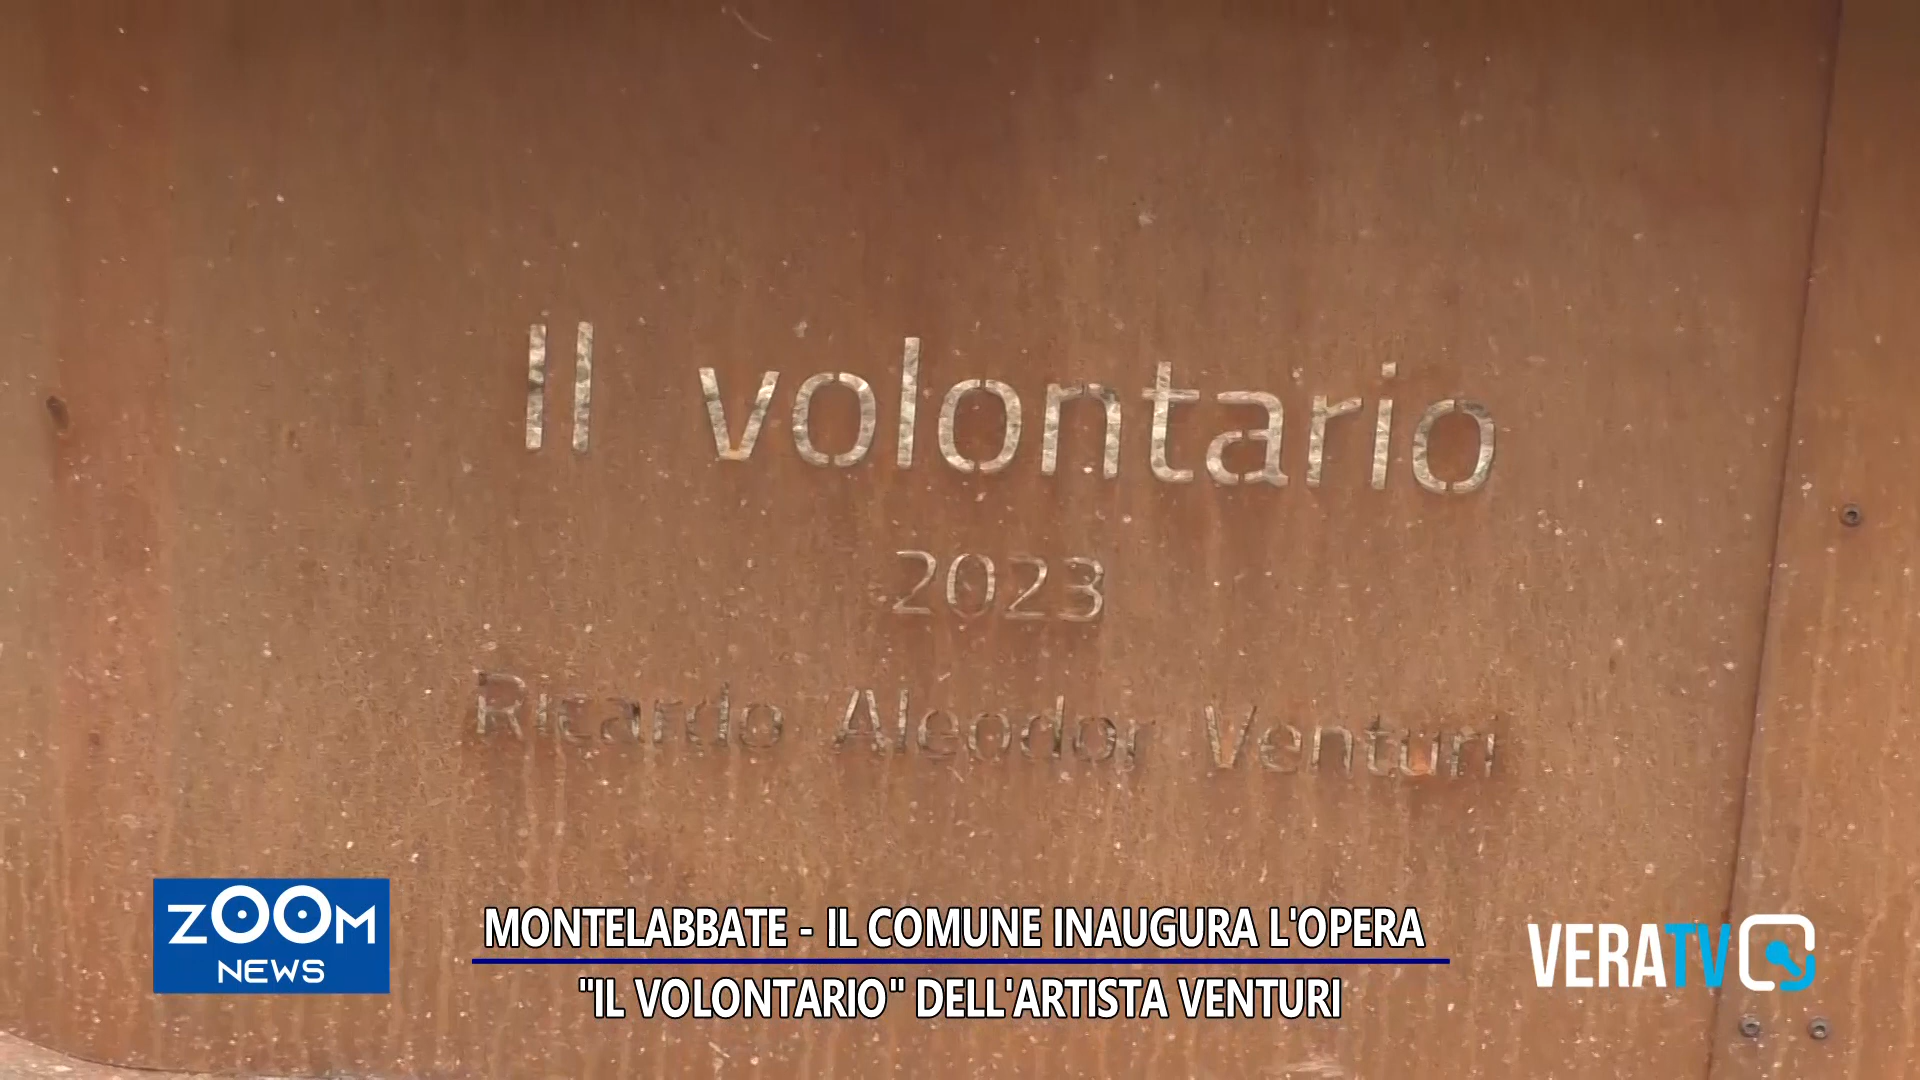 Il volontario
2023
Ricardo Aleodor Venturi
ZOOM
NEWS
MONTELABBATE - IL COMUNE INAUGURA L'OPERA
"IL VOLONTARIO" DELL'ARTISTA VENTURI
VERATV